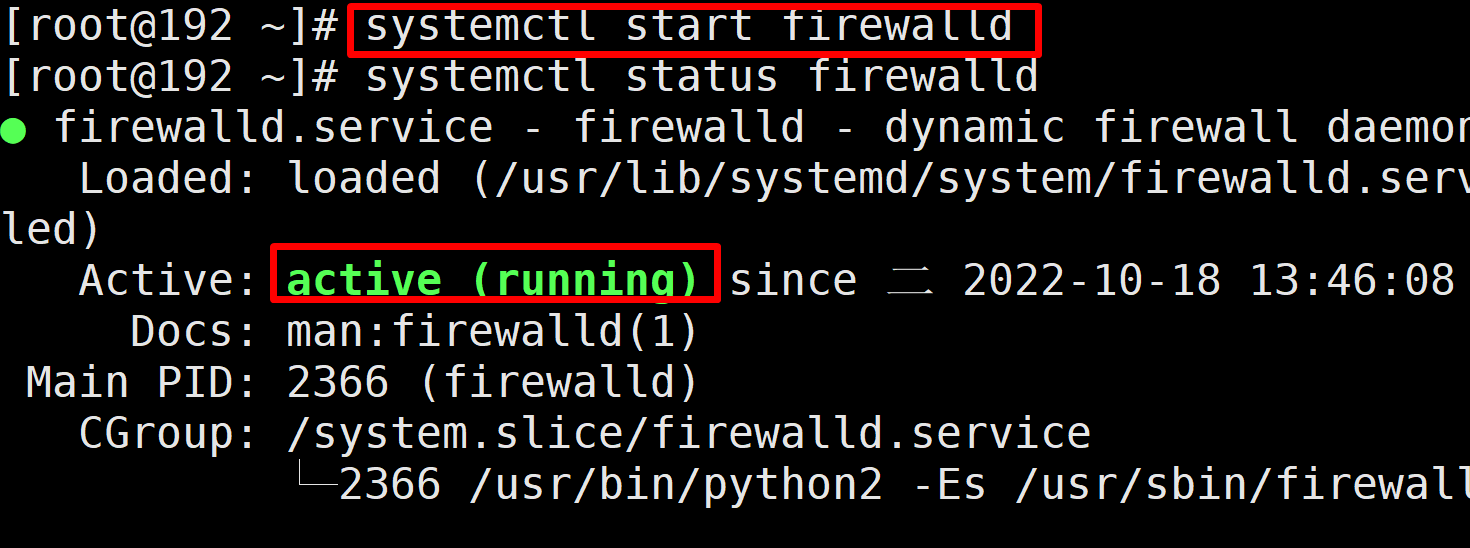 [root@192 ~]# systemctl start firewalld
[root@192 ~]# systemctl status firewalld
● firewalld.service - firewalld - dynamic firewall daemon
Loaded: loaded (/usr/lib/systemd/system/firewalld.serv
led)
Active: active (running) since 二 2022-10-18 13:46:08
Docs: man:firewalld(1)
Main PID: 2366 (firewalld)
CGroup: /system.slice/firewalld.service
└─2366 /usr/bin/python2 -Es /usr/sbin/firewall